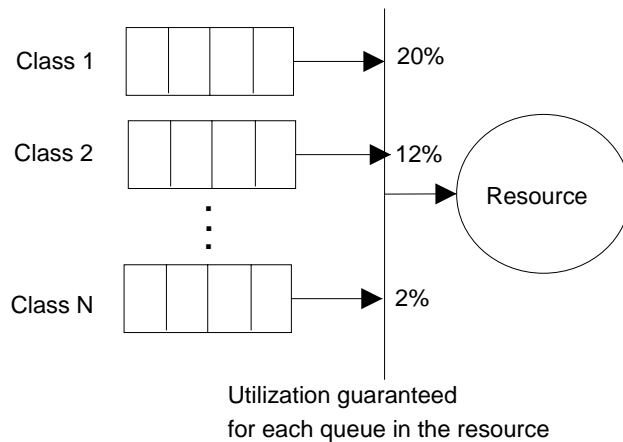 Class 1
20%
Class 2
12%
Resource
Class N
2%
Utilization guaranteed
for each queue in the resource